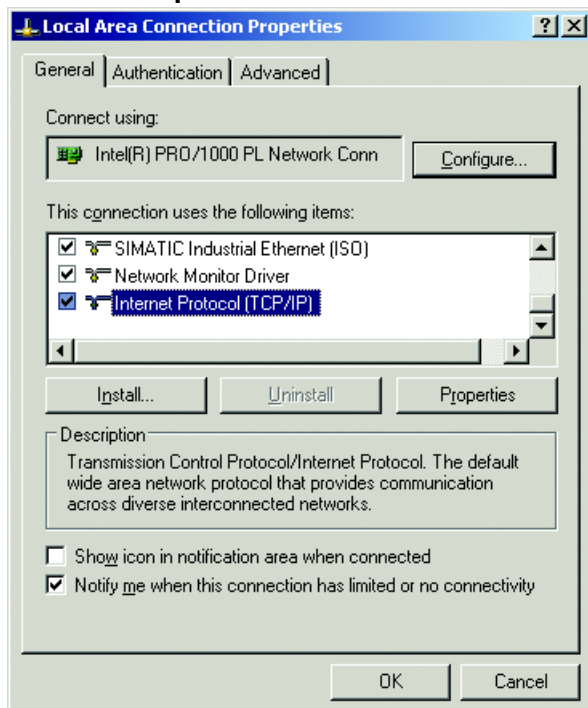 Local Area Connection Properties
General Authentication Advanced
Connect using:
Intel(R) PRO/1000 PL Network Conn Configure...
This connection uses the following items:
SIMATIC Industrial Ethernet (ISO)
Network Monitor Driver
Internet Protocol (TCP/IP)
Install... Uninstall Properties
Description
Transmission Control Protocol/Internet Protocol. The default
wide area network protocol that provides communication
across diverse interconnected networks.
Show icon in notification area when connected
Notify me when this connection has limited or no connectivity
OK Cancel